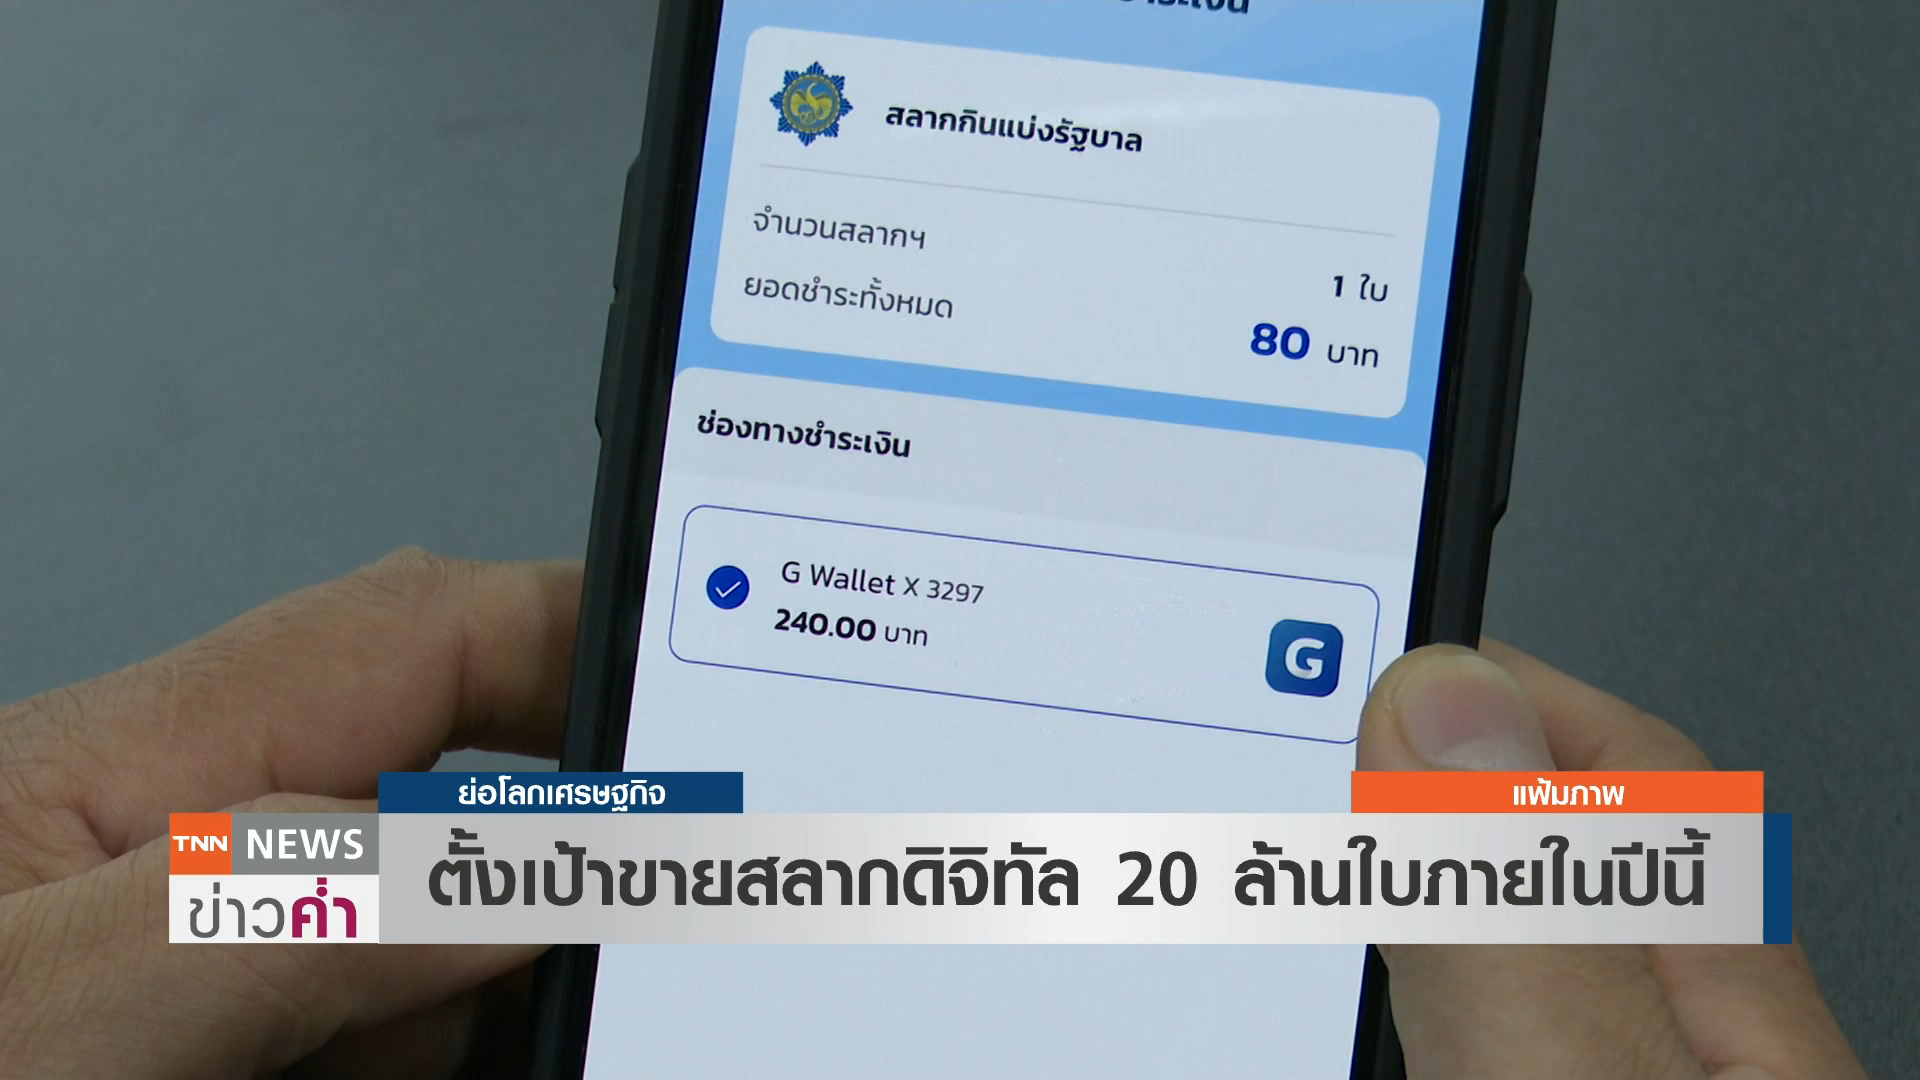 สลากกินแบ่งรัฐบาล
จำนวนสลากฯ
1 ใบ
ยอดชำระทั้งหมด
80 บาท
ช่องทางชำระเงิน
G Wallet X 3297
240.00 บาท
G
ย่อโลกเศรษฐกิจ
แฟ้มภาพ
TNN NEWS
ข่าวค่ำ
ตั้งเป้าขายสลากดิจิทัล 20 ล้านใบภายในปีนี้